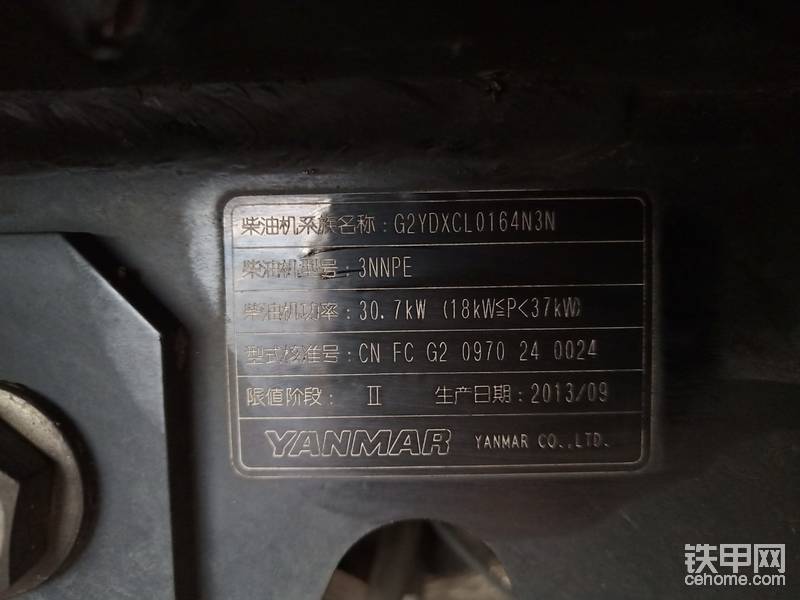 柴油机系族名称：G2YDXCL0164N3N
柴油机型号：3NNPE
柴油机功率：30.7kW (18kW≦P<37kW)
型式核准号：CN FC G2 0970 24 0024
限值阶段： Ⅱ 生产日期：2013/09
YANMAR YANMAR CO.,LTD.
铁甲网
cehome.com